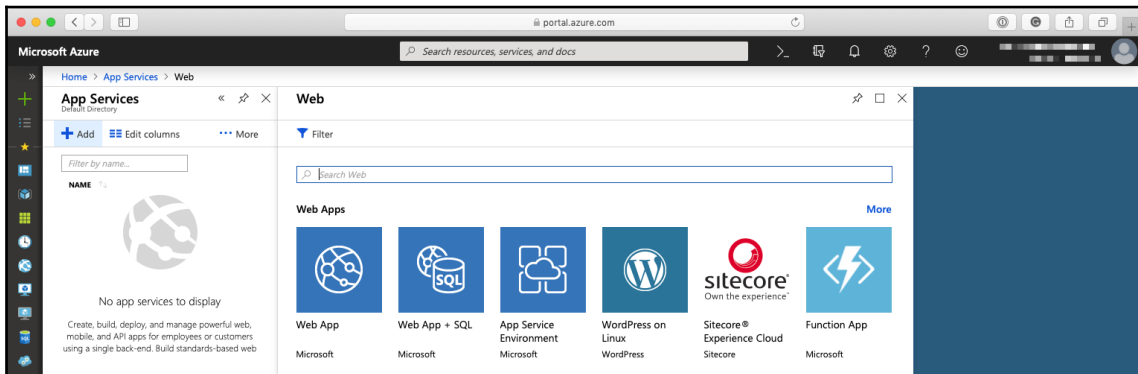 portal.azure.com
Microsoft Azure
Search resources, services, and docs
Home > App Services > Web
App Services
Default Directory
Web
Add
Edit columns
More
Filter
Filter by name...
Search Web
NAME
Web Apps
More
SQL
sitecore
Own the experience
No app services to display
Create, build, deploy, and manage powerful web,
mobile, and API apps for employees or customers
using a single back-end. Build standards-based web
Web App
Microsoft
Web App + SQL
Microsoft
App Service
Environment
Microsoft
WordPress on
Linux
WordPress
Sitecore®
Experience Cloud
Sitecore
Function App
Microsoft